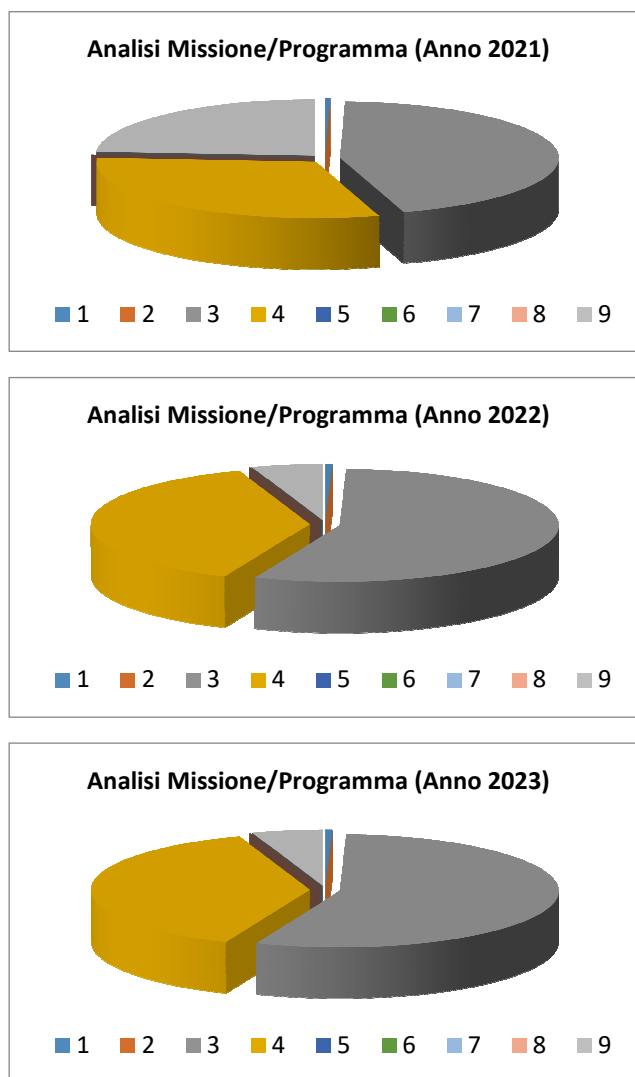 Analisi Missione/Programma (Anno 2021)
1 2 3 4 5 6 7 8 9
Analisi Missione/Programma (Anno 2022)
1 2 3 4 5 6 7 8 9
Analisi Missione/Programma (Anno 2023)
1 2 3 4 5 6 7 8 9